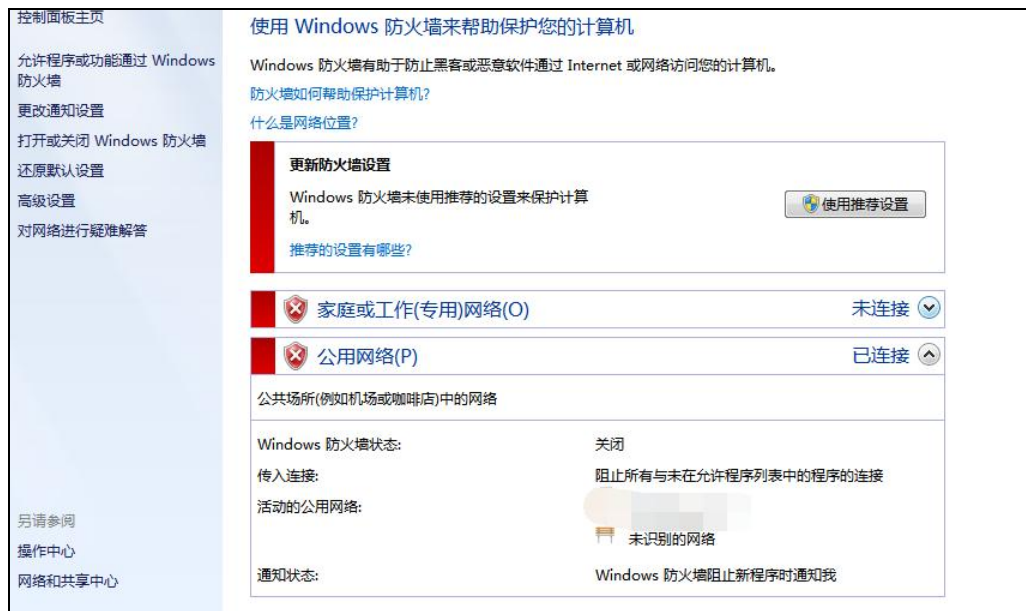 控制面板主页
允许程序或功能通过 Windows
防火墙
更改通知设置
打开或关闭 Windows 防火墙
还原默认设置
高级设置
对网络进行疑难解答
另请参阅
操作中心
网络和共享中心
使用 Windows 防火墙来帮助保护您的计算机
Windows 防火墙有助于防止黑客或恶意软件通过 Internet 或网络访问您的计算机。
防火墙如何帮助保护计算机?
什么是网络位置?
更新防火墙设置
Windows 防火墙未使用推荐的设置来保护计算
机。
使用推荐设置
推荐的设置有哪些?
家庭或工作(专用)网络(O) 未连接
公用网络(P) 已连接
公共场所(例如机场或咖啡店)中的网络
Windows 防火墙状态: 关闭
传入连接: 阻止所有与未在允许程序列表中的程序的连接
活动的公用网络:
未识别的网络
通知状态: Windows 防火墙阻止新程序时通知我